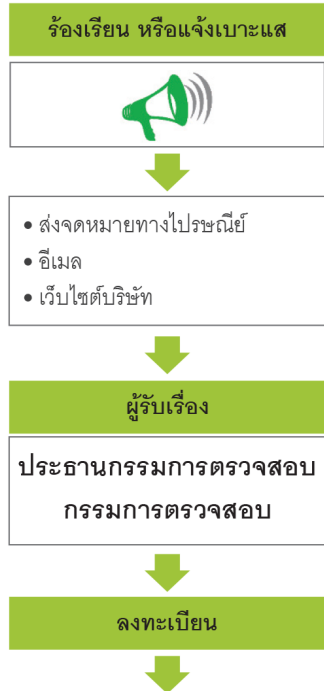 ร้องเรียน หรือแจ้งเบาะแส
• ส่งจดหมายทางไปรษณีย์
• อีเมล
• เว็บไซต์บริษัท
ผู้รับเรื่อง
ประธานกรรมการตรวจสอบ
กรรมการตรวจสอบ
ลงทะเบียน